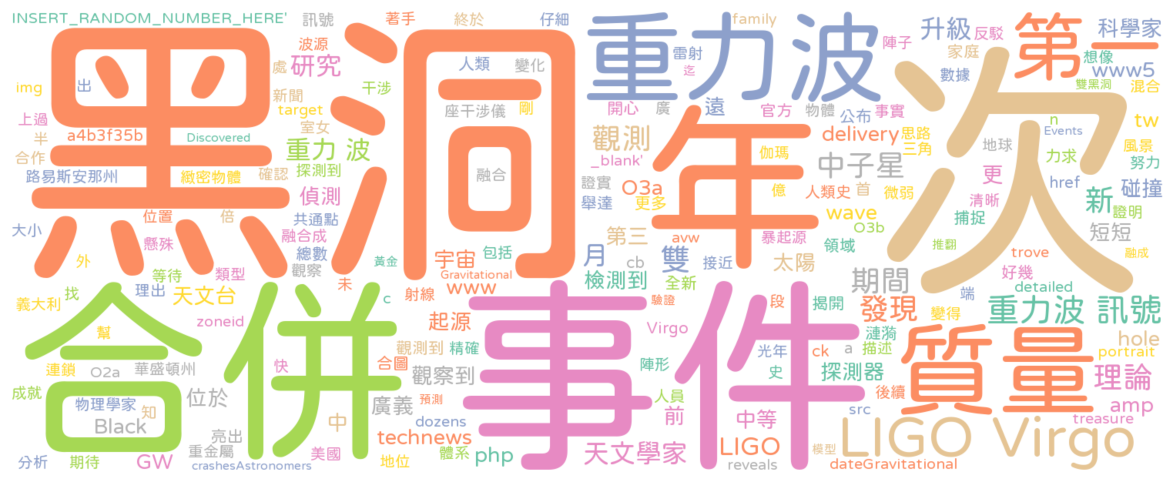 INSERT_RANDOM_NUMBER_HERE'
訊號
著手
終於
仔細
family
陣子
升級
反駁
第一
科學家
黑洞
重力波
次
波源
研究
處
干涉
人類
變化
雷射
迄
家庭
數據
想像
www5
雙黑洞
混合
img
出
新聞
target
座干涉儀
剛
開心
廣
遠
官方
物體
公布
事實
上過
a4b3f35b
Discovered
室女
觀測
年
delivery
思路
三角
n
Events
tw
風景
半
合作
重力 波
探測到
_blank'
伽瑪
中子星
地球
力求
努力
路易斯安那州
緻密物體
確認
偵測
融合
證實
舉達
O3a
更多
億
人類史
首
微弱
更
清晰
href
碰撞
大小
位置
倍
共通點
融合成
總數
第三
avw
暴起源
wave
O3b
領域
捕捉
新
證明
短短
懸殊
外
等待
類型
觀察
黃金
未
宇宙
包括
Gravitational
月
cb
雙
接近
太陽
推翻
trove
融成
好幾
義大利
找
理出
天文台
c
射線
www
檢測到
全新
期間
端
detailed
合併
事件
幫
zoneid
起源
驗證
段
揭開
發現
變得
重力波 訊號
連鎖
O2a
華盛頓州
快
觀測到
精確
Virgo
漣漪
光年
a
描述
ck
質量
hole
portrait
成就
物理學家
知
位於
合圖
觀察到
預測
陣形
史
探測器
理論
Black
中
廣義
人員
前
中等
src
後續
amp
treasure
亮出
重金屬
dozens
technews
體系
php
天文學家
LIGO
LIGO Virgo
分析
期待
GW
crashesAstronomers
美國
地位
reveals
模型
dateGravitational